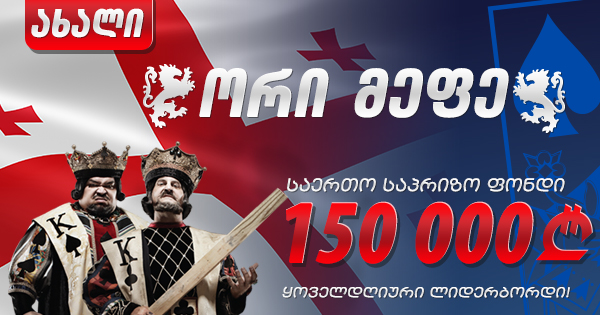 ახალი
ორი მეფე
საერთო საპრიზო ფონდი
150 000 ₾
ყოველდღიური ლიდერბორდი!
K
K